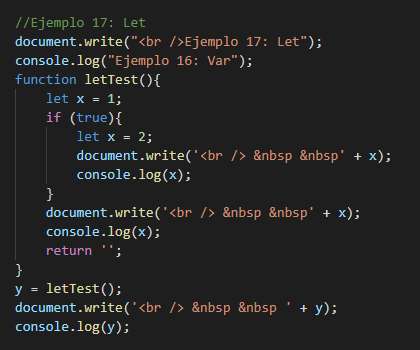 //Ejemplo 17: Let
document.write("<br />Ejemplo 17: Let");
console.log("Ejemplo 16: Var");
function letTest(){
    let x = 1;
    if (true){
        let x = 2;
        document.write('<br /> &nbsp &nbsp' + x);
        console.log(x);
    }
    document.write('<br /> &nbsp &nbsp' + x);
    console.log(x);
    return '';
}
y = letTest();
document.write('<br /> &nbsp &nbsp ' + y);
console.log(y);